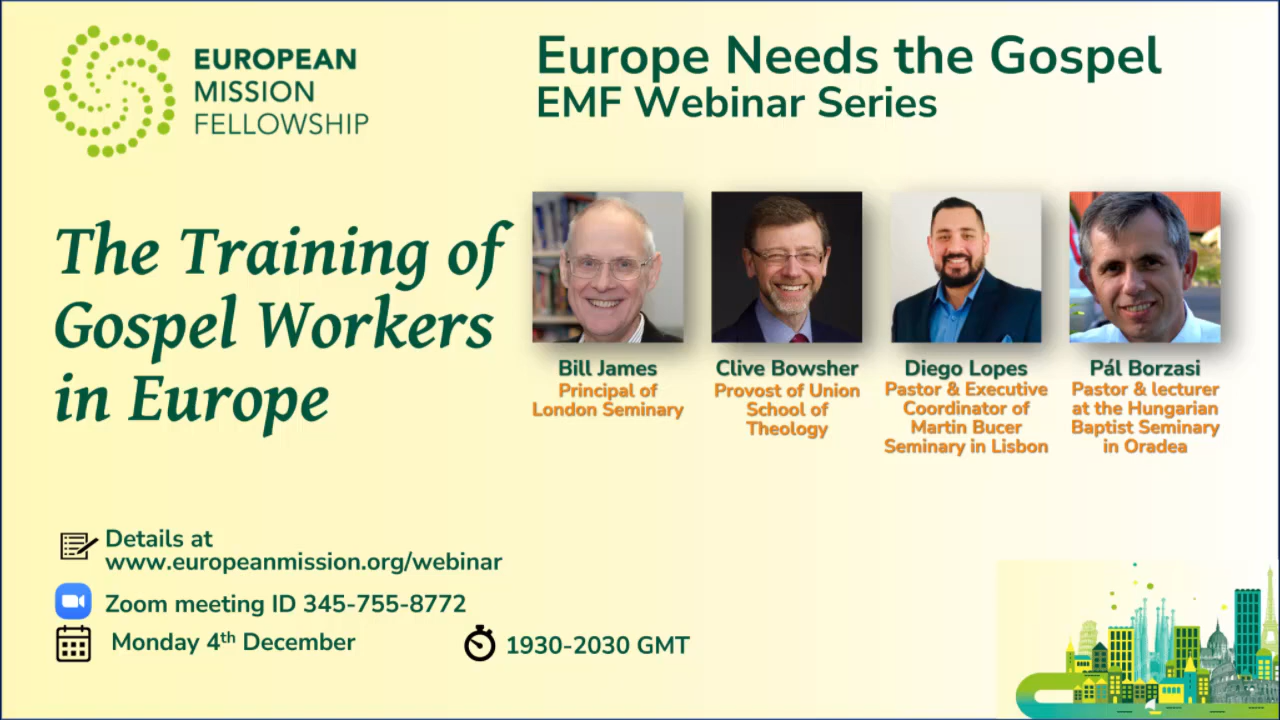 EUROPEAN
MISSION
FELLOWSHIP
Europe Needs the Gospel
EMF Webinar Series
The Training of
Gospel Workers
in Europe
Bill James
Principal of
London Seminary
Clive Bowsher
Provost of Union
School of
Theology
Diego Lopes
Pastor & Executive
Coordinator of
Martin Bucer
Seminary in Lisbon
Pál Borzasi
Pastor & lecturer
at the Hungarian
Baptist Seminary
in Oradea
Details at
www.europeanmission.org/webinar
Zoom meeting ID 345-755-8772
Monday 4th December
1930-2030 GMT